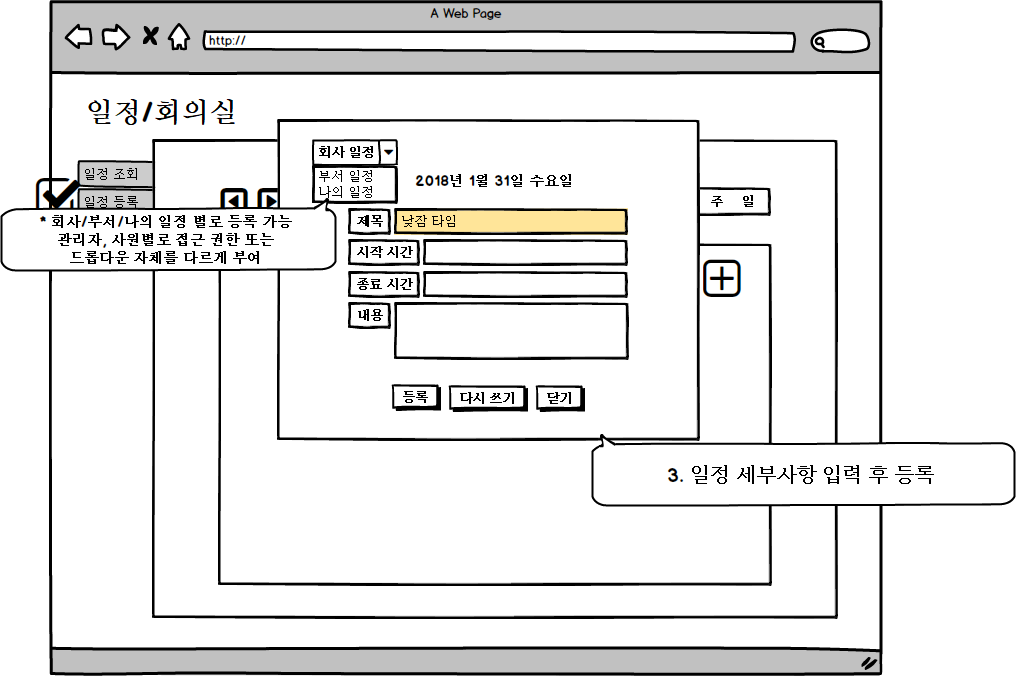 A Web Page
http://
일정/회의실
회사 일정
부서 일정
나의 일정
2018년 1월 31일 수요일
일정 조회
일정 등록
주 일
* 회사/부서/나의 일정 별로 등록 가능
관리자, 사원별로 접근 권한 또는
드롭다운 자체를 다르게 부여
제목
낮잠 타임
시작 시간
종료 시간
내용
등록
다시 쓰기
닫기
3. 일정 세부사항 입력 후 등록